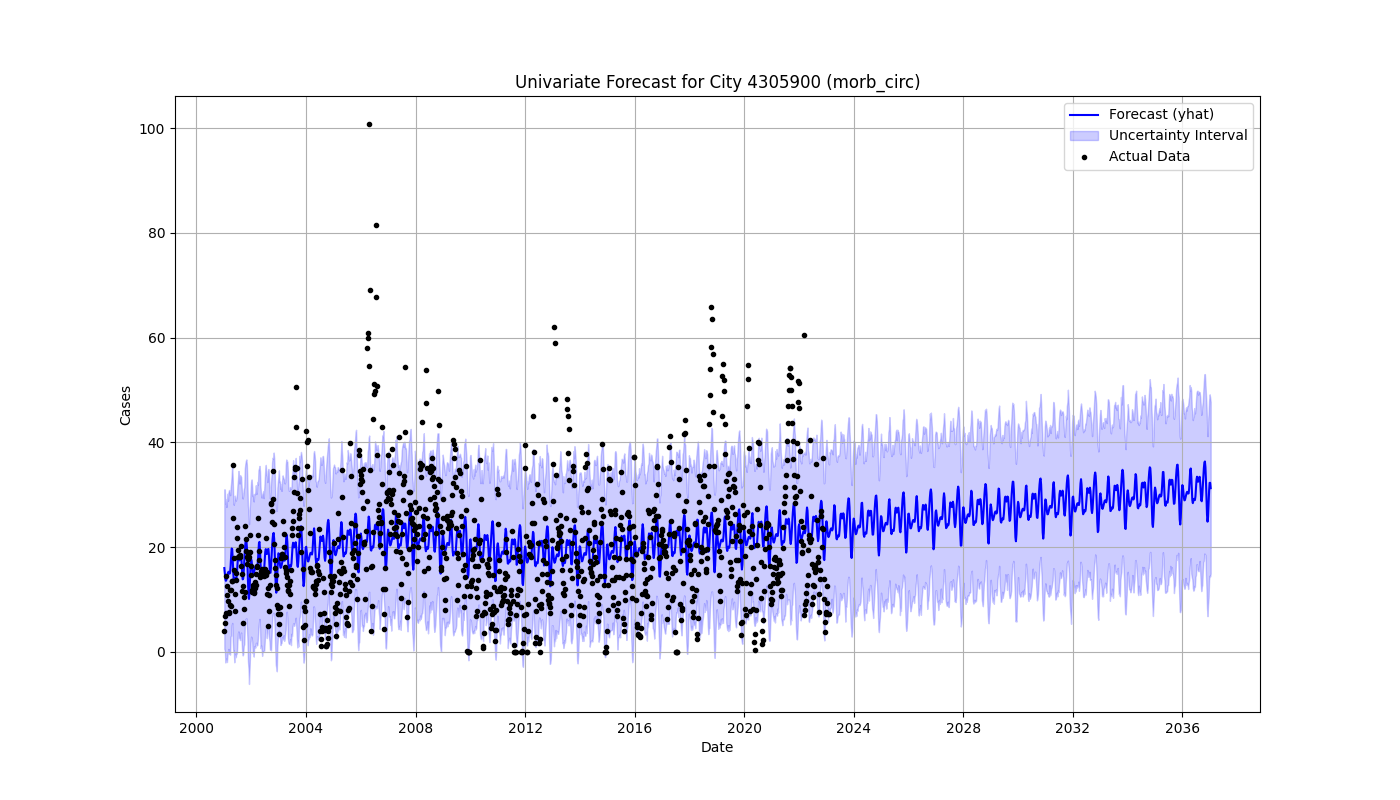 Univariate Forecast for City 4305900 (morb_circ)
Forecast (yhat)
Uncertainty Interval
Actual Data
100
80
60
40
20
0
Cases
2000 2004 2008 2012 2016 2020 2024 2028 2032 2036
Date